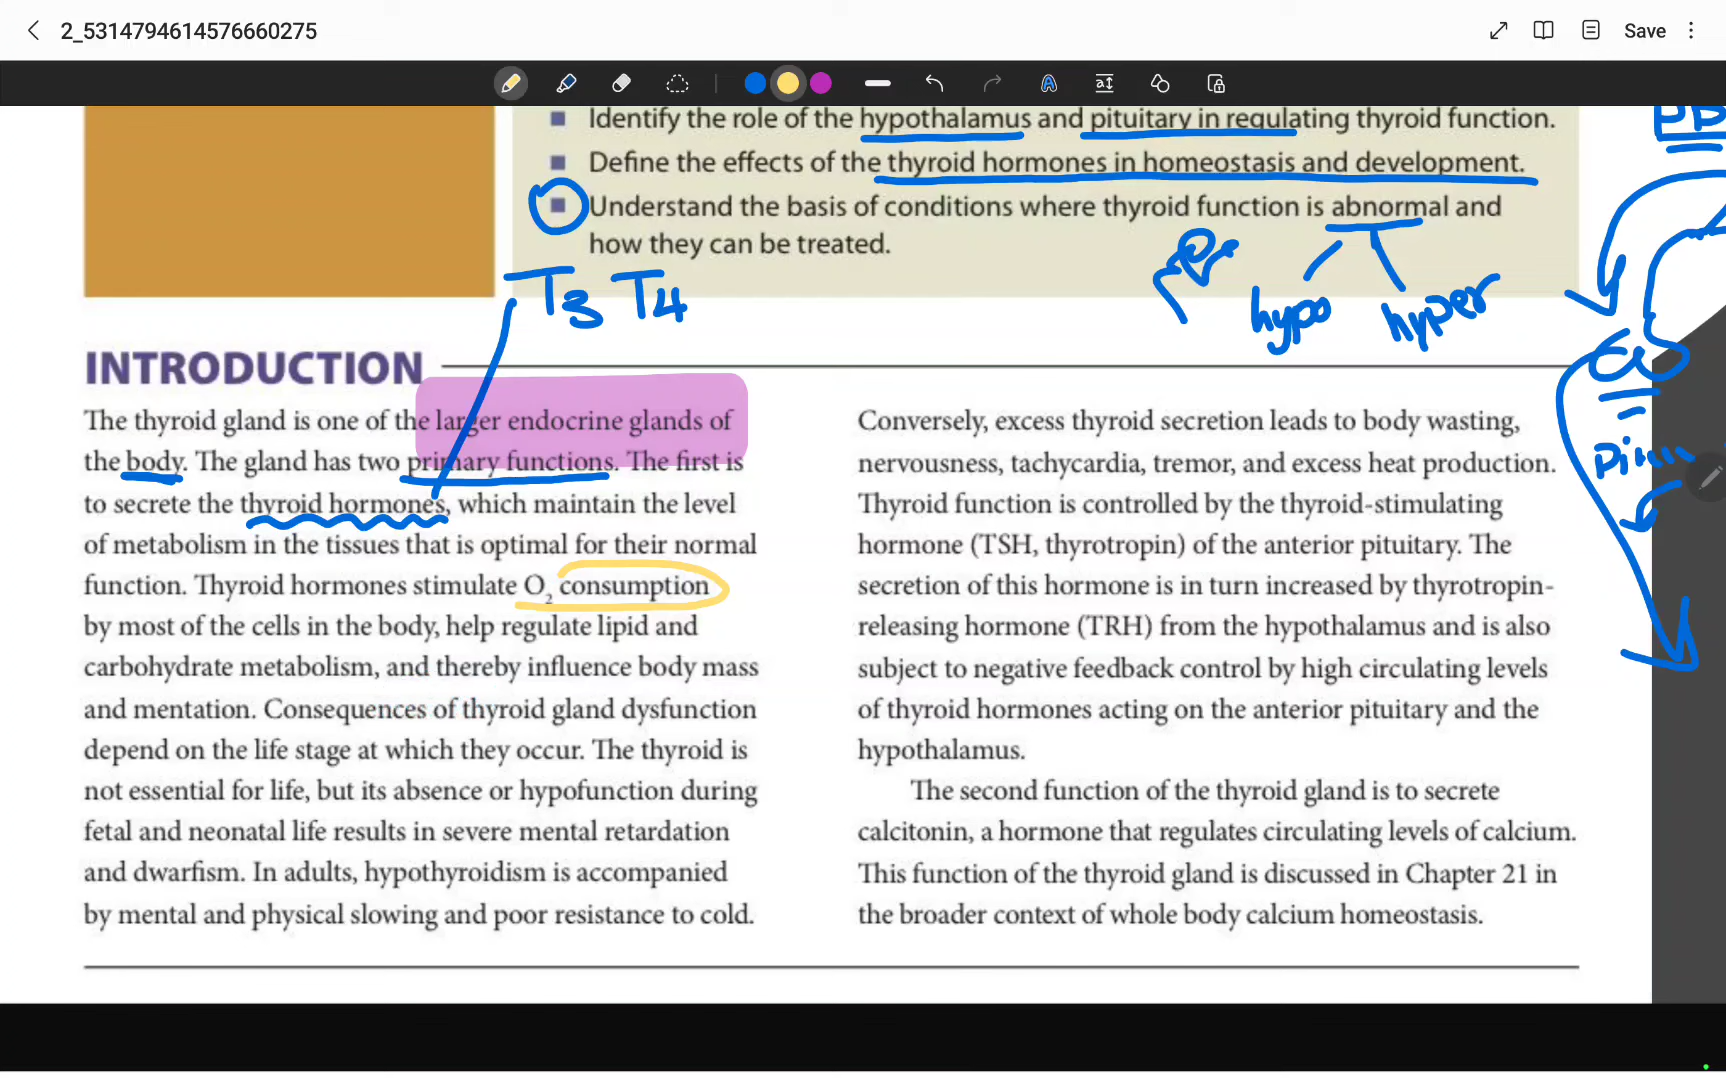 2_5314794614576660275
Save
Identify the role of the hypothalamus and pituitary in regulating thyroid function.
Define the effects of the thyroid hormones in homeostasis and development.
Understand the basis of conditions where thyroid function is abnormal and
how they can be treated.
T3 T4
hypo hyper
INTRODUCTION
The thyroid gland is one of the larger endocrine glands of
the body. The gland has two primary functions. The first is
to secrete the thyroid hormones, which maintain the level
of metabolism in the tissues that is optimal for their normal
function. Thyroid hormones stimulate O₂ consumption
by most of the cells in the body, help regulate lipid and
carbohydrate metabolism, and thereby influence body mass
and mentation. Consequences of thyroid gland dysfunction
depend on the life stage at which they occur. The thyroid is
not essential for life, but its absence or hypofunction during
fetal and neonatal life results in severe mental retardation
and dwarfism. In adults, hypothyroidism is accompanied
by mental and physical slowing and poor resistance to cold.
Conversely, excess thyroid secretion leads to body wasting,
nervousness, tachycardia, tremor, and excess heat production.
Thyroid function is controlled by the thyroid-stimulating
hormone (TSH, thyrotropin) of the anterior pituitary. The
secretion of this hormone is in turn increased by thyrotropin-
releasing hormone (TRH) from the hypothalamus and is also
subject to negative feedback control by high circulating levels
of thyroid hormones acting on the anterior pituitary and the
hypothalamus.
The second function of the thyroid gland is to secrete
calcitonin, a hormone that regulates circulating levels of calcium.
This function of the thyroid gland is discussed in Chapter 21 in
the broader context of whole body calcium homeostasis.